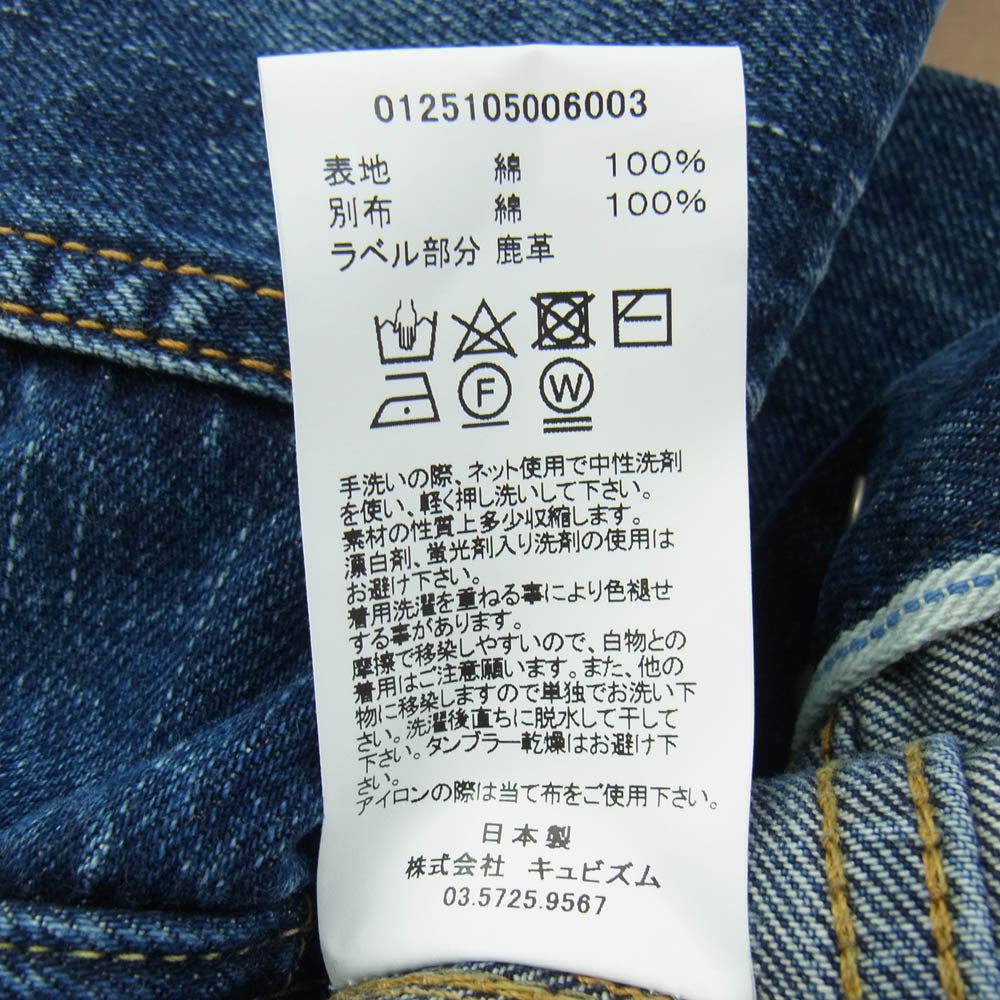 0125105006003
表地 綿 100%
別布 綿 100%
ラベル部分 鹿革
F W
手洗いの際、ネット使用で中性洗剤
を使い、軽く押し洗いして下さい。
素材の性質上多少収縮します。
漂白剤、蛍光剤入り洗剤の使用は
お避け下さい。
着用洗濯を重ねる事により色褪せ
する事があります。
摩擦で移染しやすいので、白物との
着用はご注意願います。また、他の
物に移染しますので単独でお洗い下
さい。洗濯後直ちに脱水して干して
下さい。タンブラー乾燥はお避け下
さい。
アイロンの際は当て布をご使用下さい。
日本製
株式会社 キュビズム
03.5725.9567